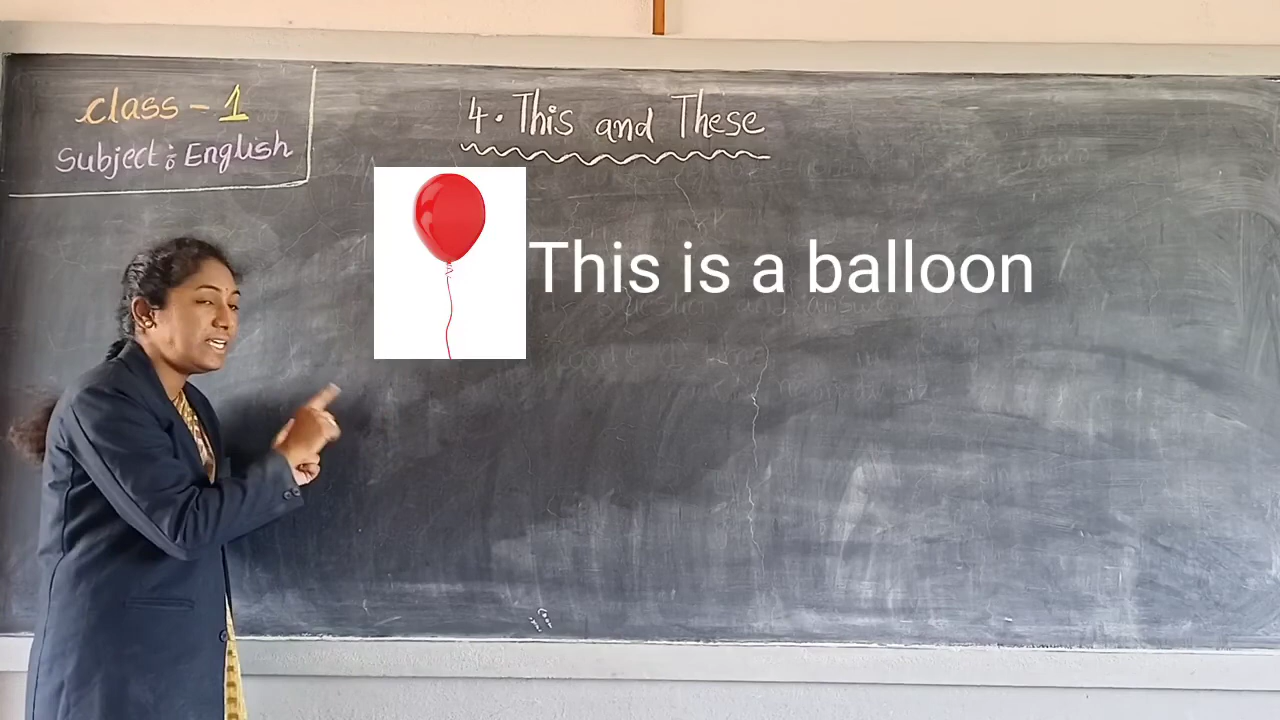 class - 1
Subject : English
4. This and These
This is a balloon